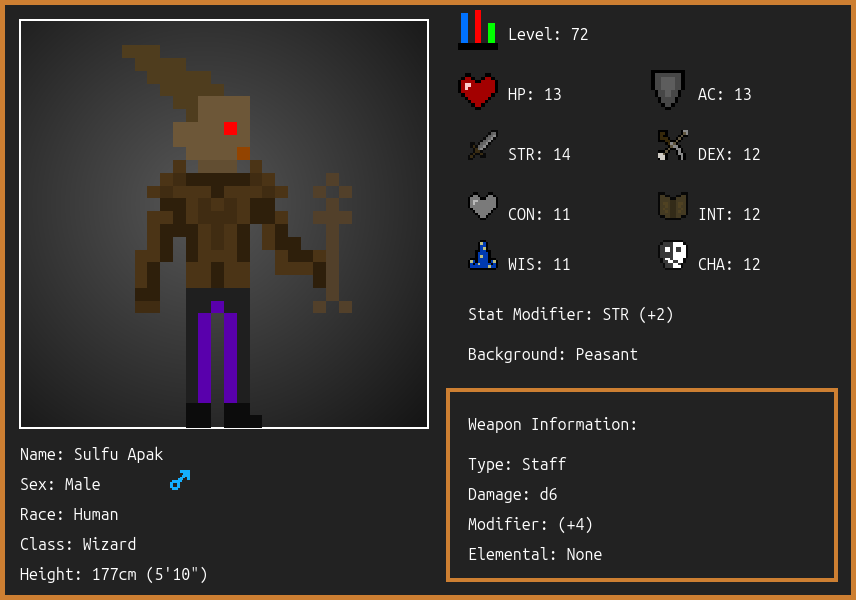 Level: 72
HP: 13
AC: 13
STR: 14
DEX: 12
CON: 11
INT: 12
WIS: 11
CHA: 12
Stat Modifier: STR (+2)
Background: Peasant
Weapon Information:
Type: Staff
Damage: d6
Modifier: (+4)
Elemental: None
Name: Sulfu Apak
Sex: Male
Race: Human
Class: Wizard
Height: 177cm (5'10")